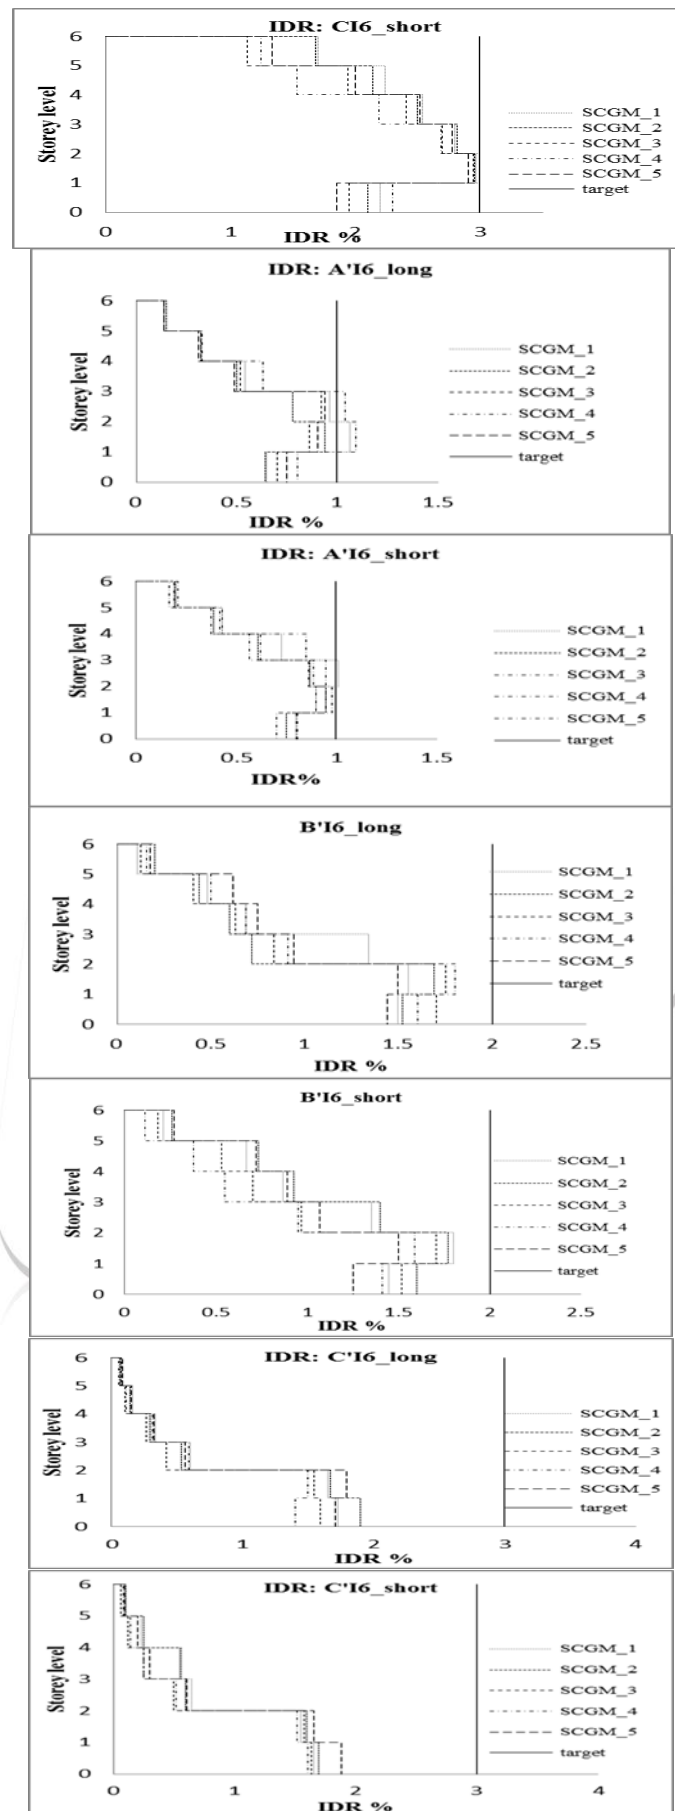 IDR: CI6_short
6
5
4
3
2
1
0
Storey level
SCGM_1
SCGM_2
SCGM_3
SCGM_4
SCGM_5
target
0 1 2 3
IDR %
IDR: A'I6_long
6
5
4
3
2
1
0
Storey level
SCGM_1
SCGM_2
SCGM_3
SCGM_4
SCGM_5
target
0 0.5 1 1.5
IDR %
IDR: A'I6_short
6
5
4
3
2
1
0
Storey level
SCGM_1
SCGM_2
SCGM_3
SCGM_4
SCGM_5
target
0 0.5 1 1.5
IDR%
B'I6_long
6
5
4
3
2
1
0
Storey level
SCGM_1
SCGM_2
SCGM_3
SCGM_4
SCGM_5
target
0 0.5 1 1.5 2 2.5
IDR %
B'I6_short
6
5
4
3
2
1
0
Storey level
SCGM_1
SCGM_2
SCGM_3
SCGM_4
SCGM_5
target
0 0.5 1 1.5 2 2.5
IDR %
IDR: C'I6_long
6
5
4
3
2
1
0
Storey level
SCGM_1
SCGM_2
SCGM_3
SCGM_4
SCGM_5
target
0 1 2 3 4
IDR %
IDR: C'I6_short
6
5
4
3
2
1
0
Storey level
SCGM_1
SCGM_2
SCGM_3
SCGM_4
SCGM_5
target
0 1 2 3 4
IDR %